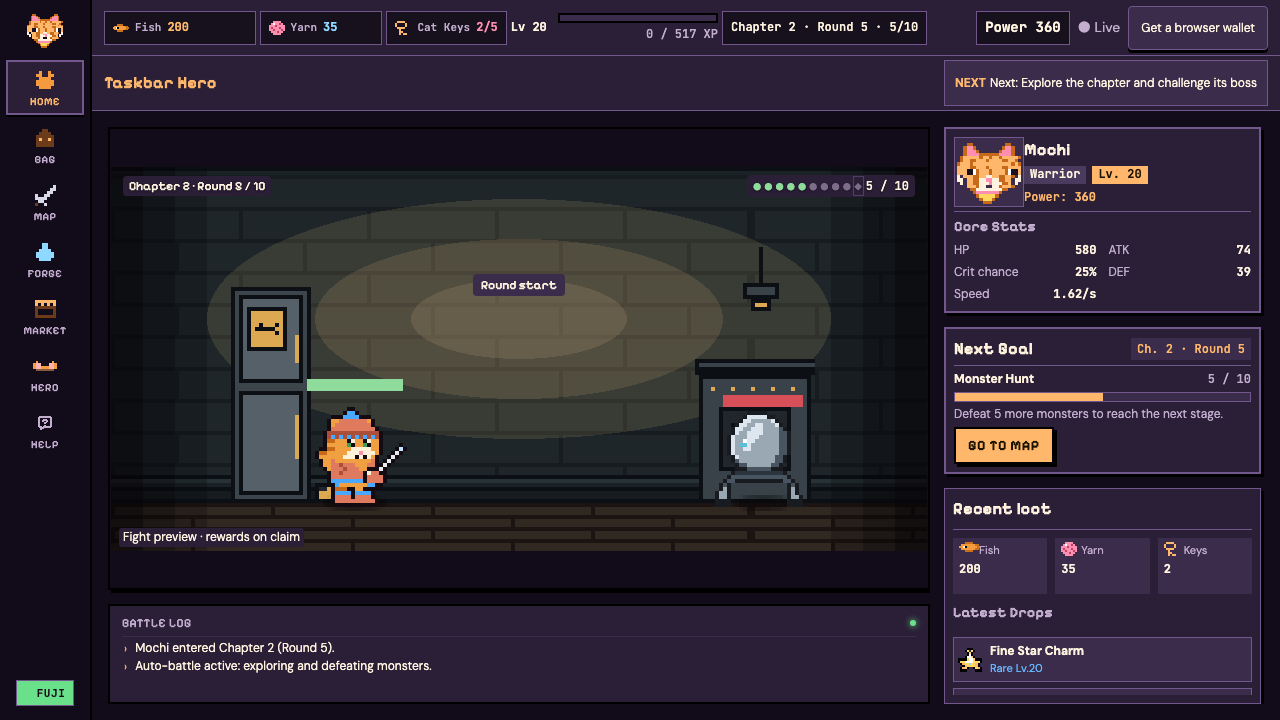 Fish 200
Yarn 35
Cat Keys 2/5
Lv 20
0 / 517 XP
Chapter 2 · Round 5 · 5/10
Power 360
Live
Get a browser wallet
HOME
BAG
MAP
FORGE
MARKET
HERO
HELP
FUJI
Taskbar Hero
NEXT Next: Explore the chapter and challenge its boss
Chapter 2 · Round 5 / 10
5 / 10
Round start
Fight preview · rewards on claim
BATTLE LOG
› Mochi entered Chapter 2 (Round 5).
› Auto-battle active: exploring and defeating monsters.
Mochi
Warrior Lv. 20
Power: 360
Core Stats
HP 580 ATK 74
Crit chance 25% DEF 39
Speed 1.62/s
Next Goal Ch. 2 · Round 5
Monster Hunt 5 / 10
Defeat 5 more monsters to reach the next stage.
GO TO MAP
Recent loot
Fish Yarn Keys
200 35 2
Latest Drops
Fine Star Charm
Rare Lv.20